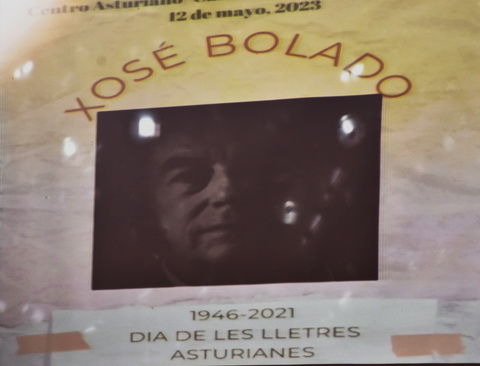 Centro Asturiano
12 de mayo, 2023
XOSÉ BOLADO
1946-2021
DIA DE LES LLETRES
ASTURIANES